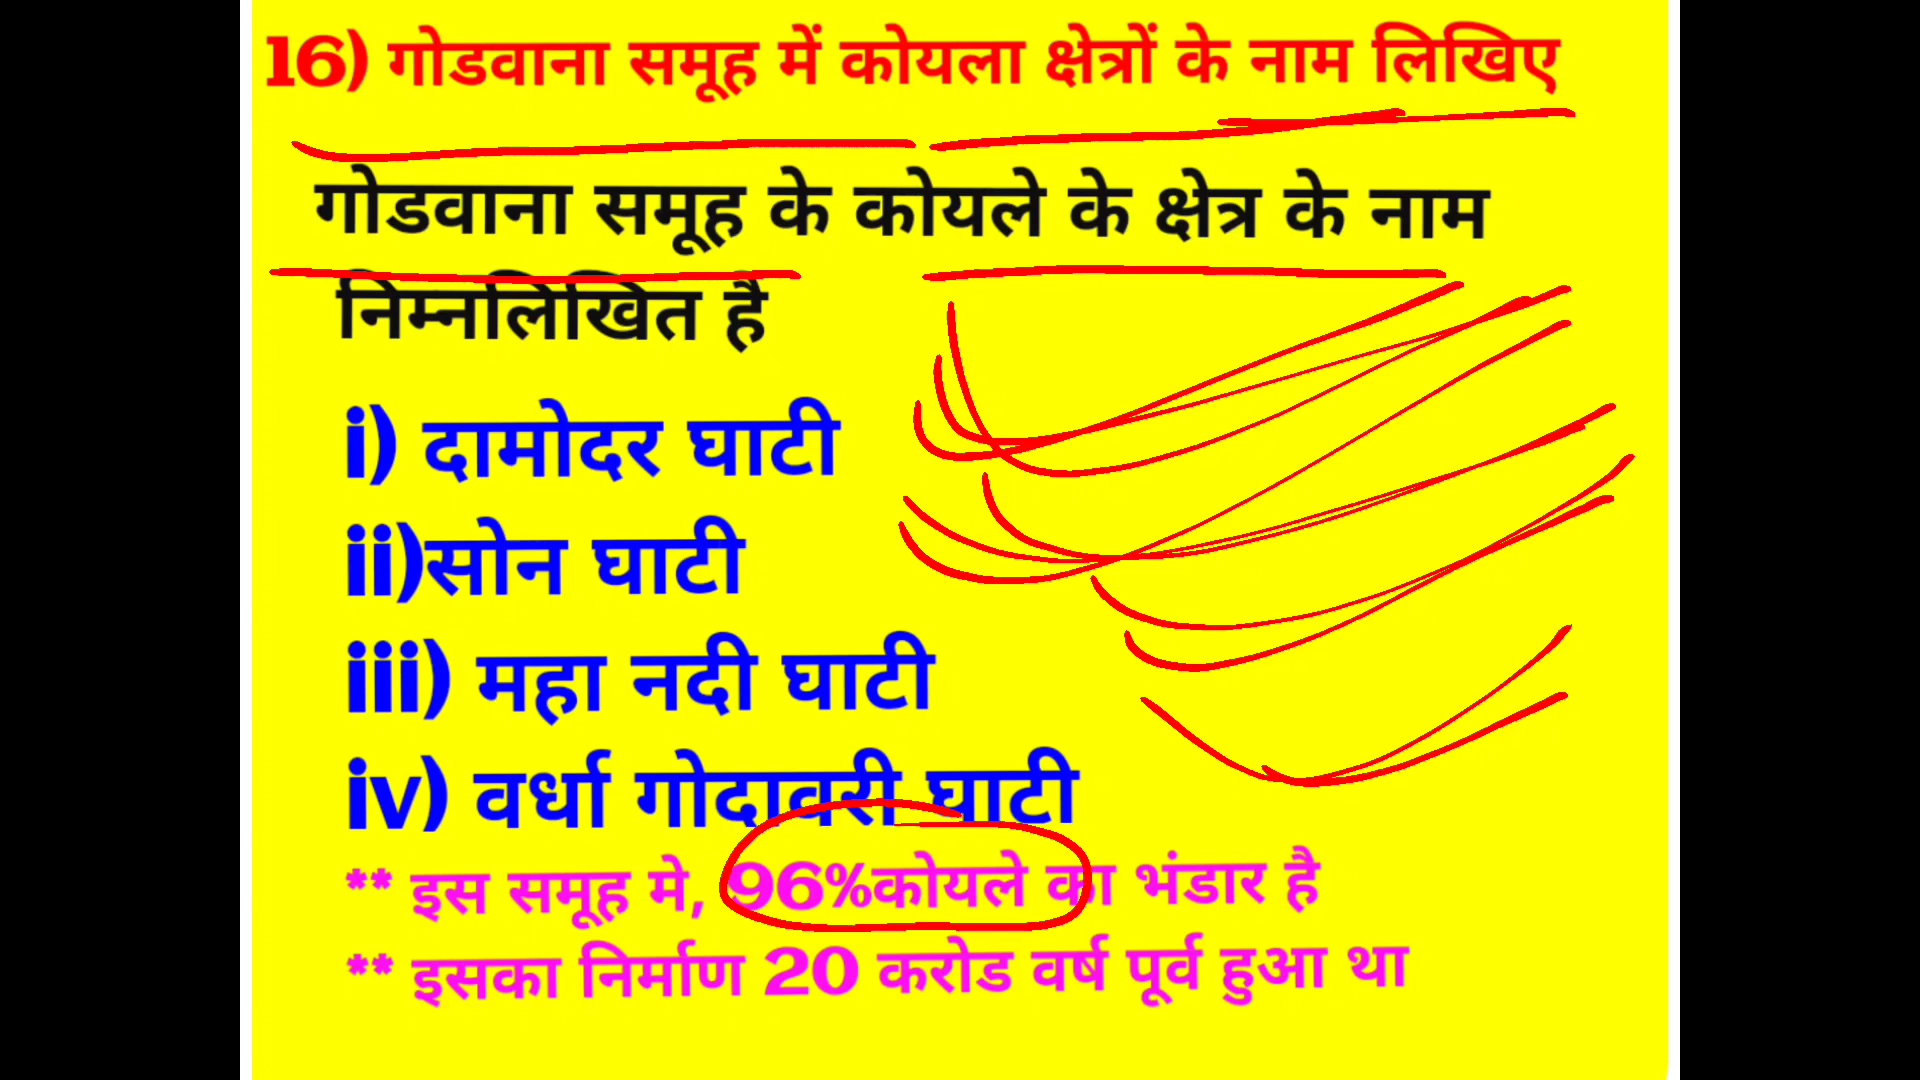 16) गोडवाना समूह में कोयला क्षेत्रों के नाम लिखिए
गोडवाना समूह के कोयले के क्षेत्र के नाम
निम्नलिखित है
i) दामोदर घाटी
ii)सोन घाटी
iii) महा नदी घाटी
iv) वर्धा गोदावरी घाटी
** इस समूह मे, 96%कोयले का भंडार है
** इसका निर्माण 20 करोड वर्ष पूर्व हुआ था